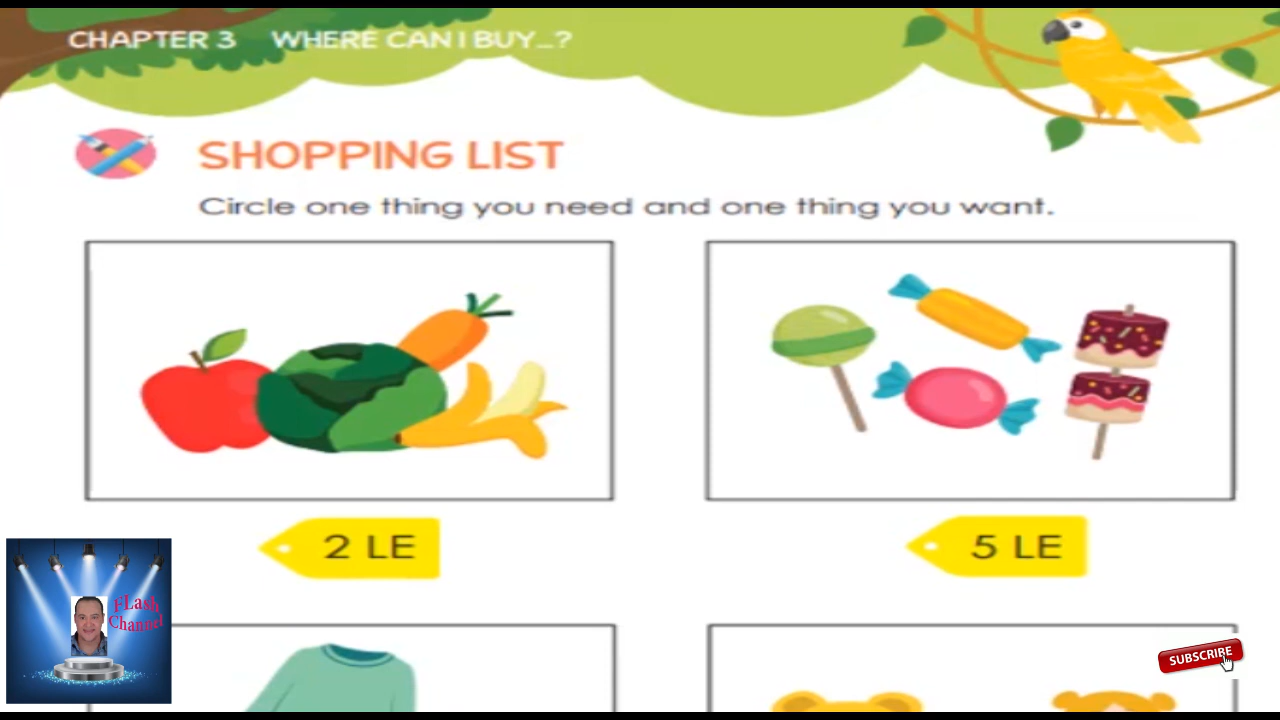 CHAPTER 3 WHERE CAN I BUY...?
SHOPPING LIST
Circle one thing you need and one thing you want.
2 LE
5 LE
FLash
Channel
SUBSCRIBE